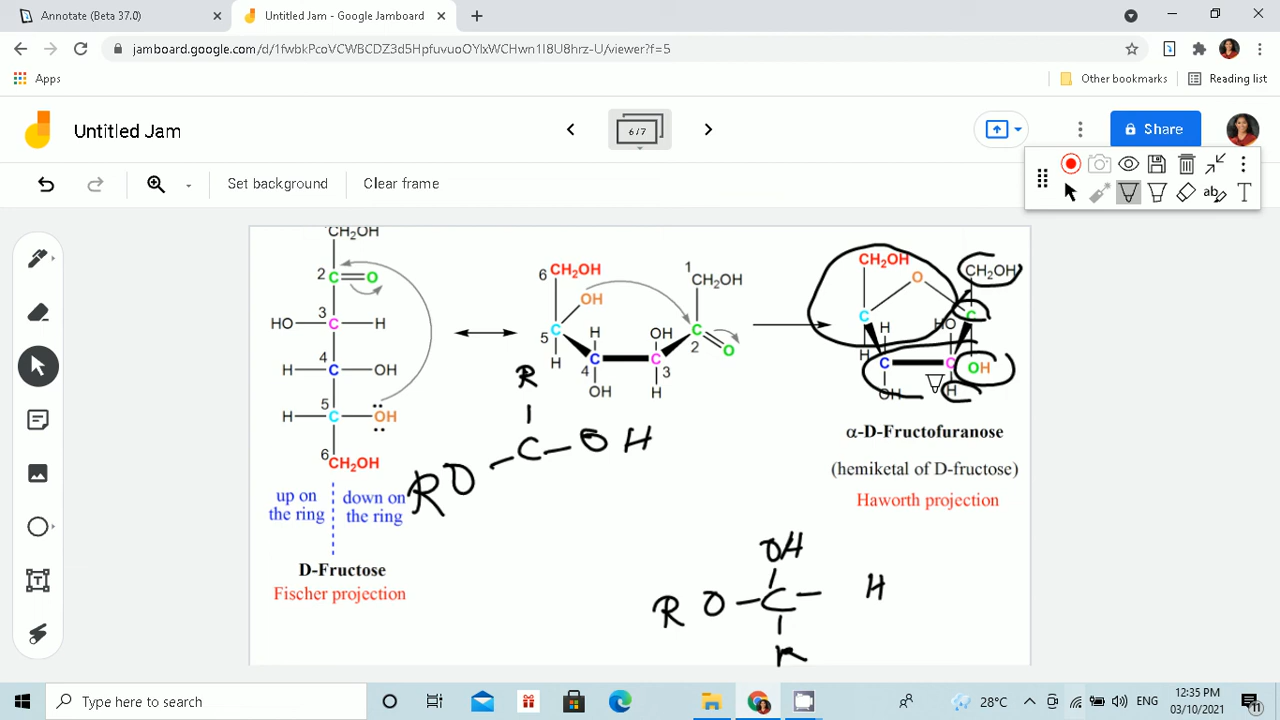 Annotate (Beta 37.0)
Untitled Jam - Google Jamboard
jamboard.google.com/d/1fwbkPcoVCWBCDZ3d5HpfuvuoOYlxWCHwn1I8U8hrz-U/viewer?f=5
Apps
Other bookmarks
Reading list
Untitled Jam
6/7
Share
Set background
Clear frame
CH2OH
2 C O
3
HO C H
4
H C OH
5
H C OH
6 CH2OH
up on down on
the ring the ring
D-Fructose
Fischer projection
6 CH2OH
1 CH2OH
OH
H OH
5 C C 2
H C C O
4 3
OH H
R
C - OH
RO
CH2OH
O
CH2OH
C C
H HO
H C C OH
OH H
α-D-Fructofuranose
(hemiketal of D-fructose)
Haworth projection
OH
R O - C - H
R
Type here to search
28°C
12:35 PM
03/10/2021
11